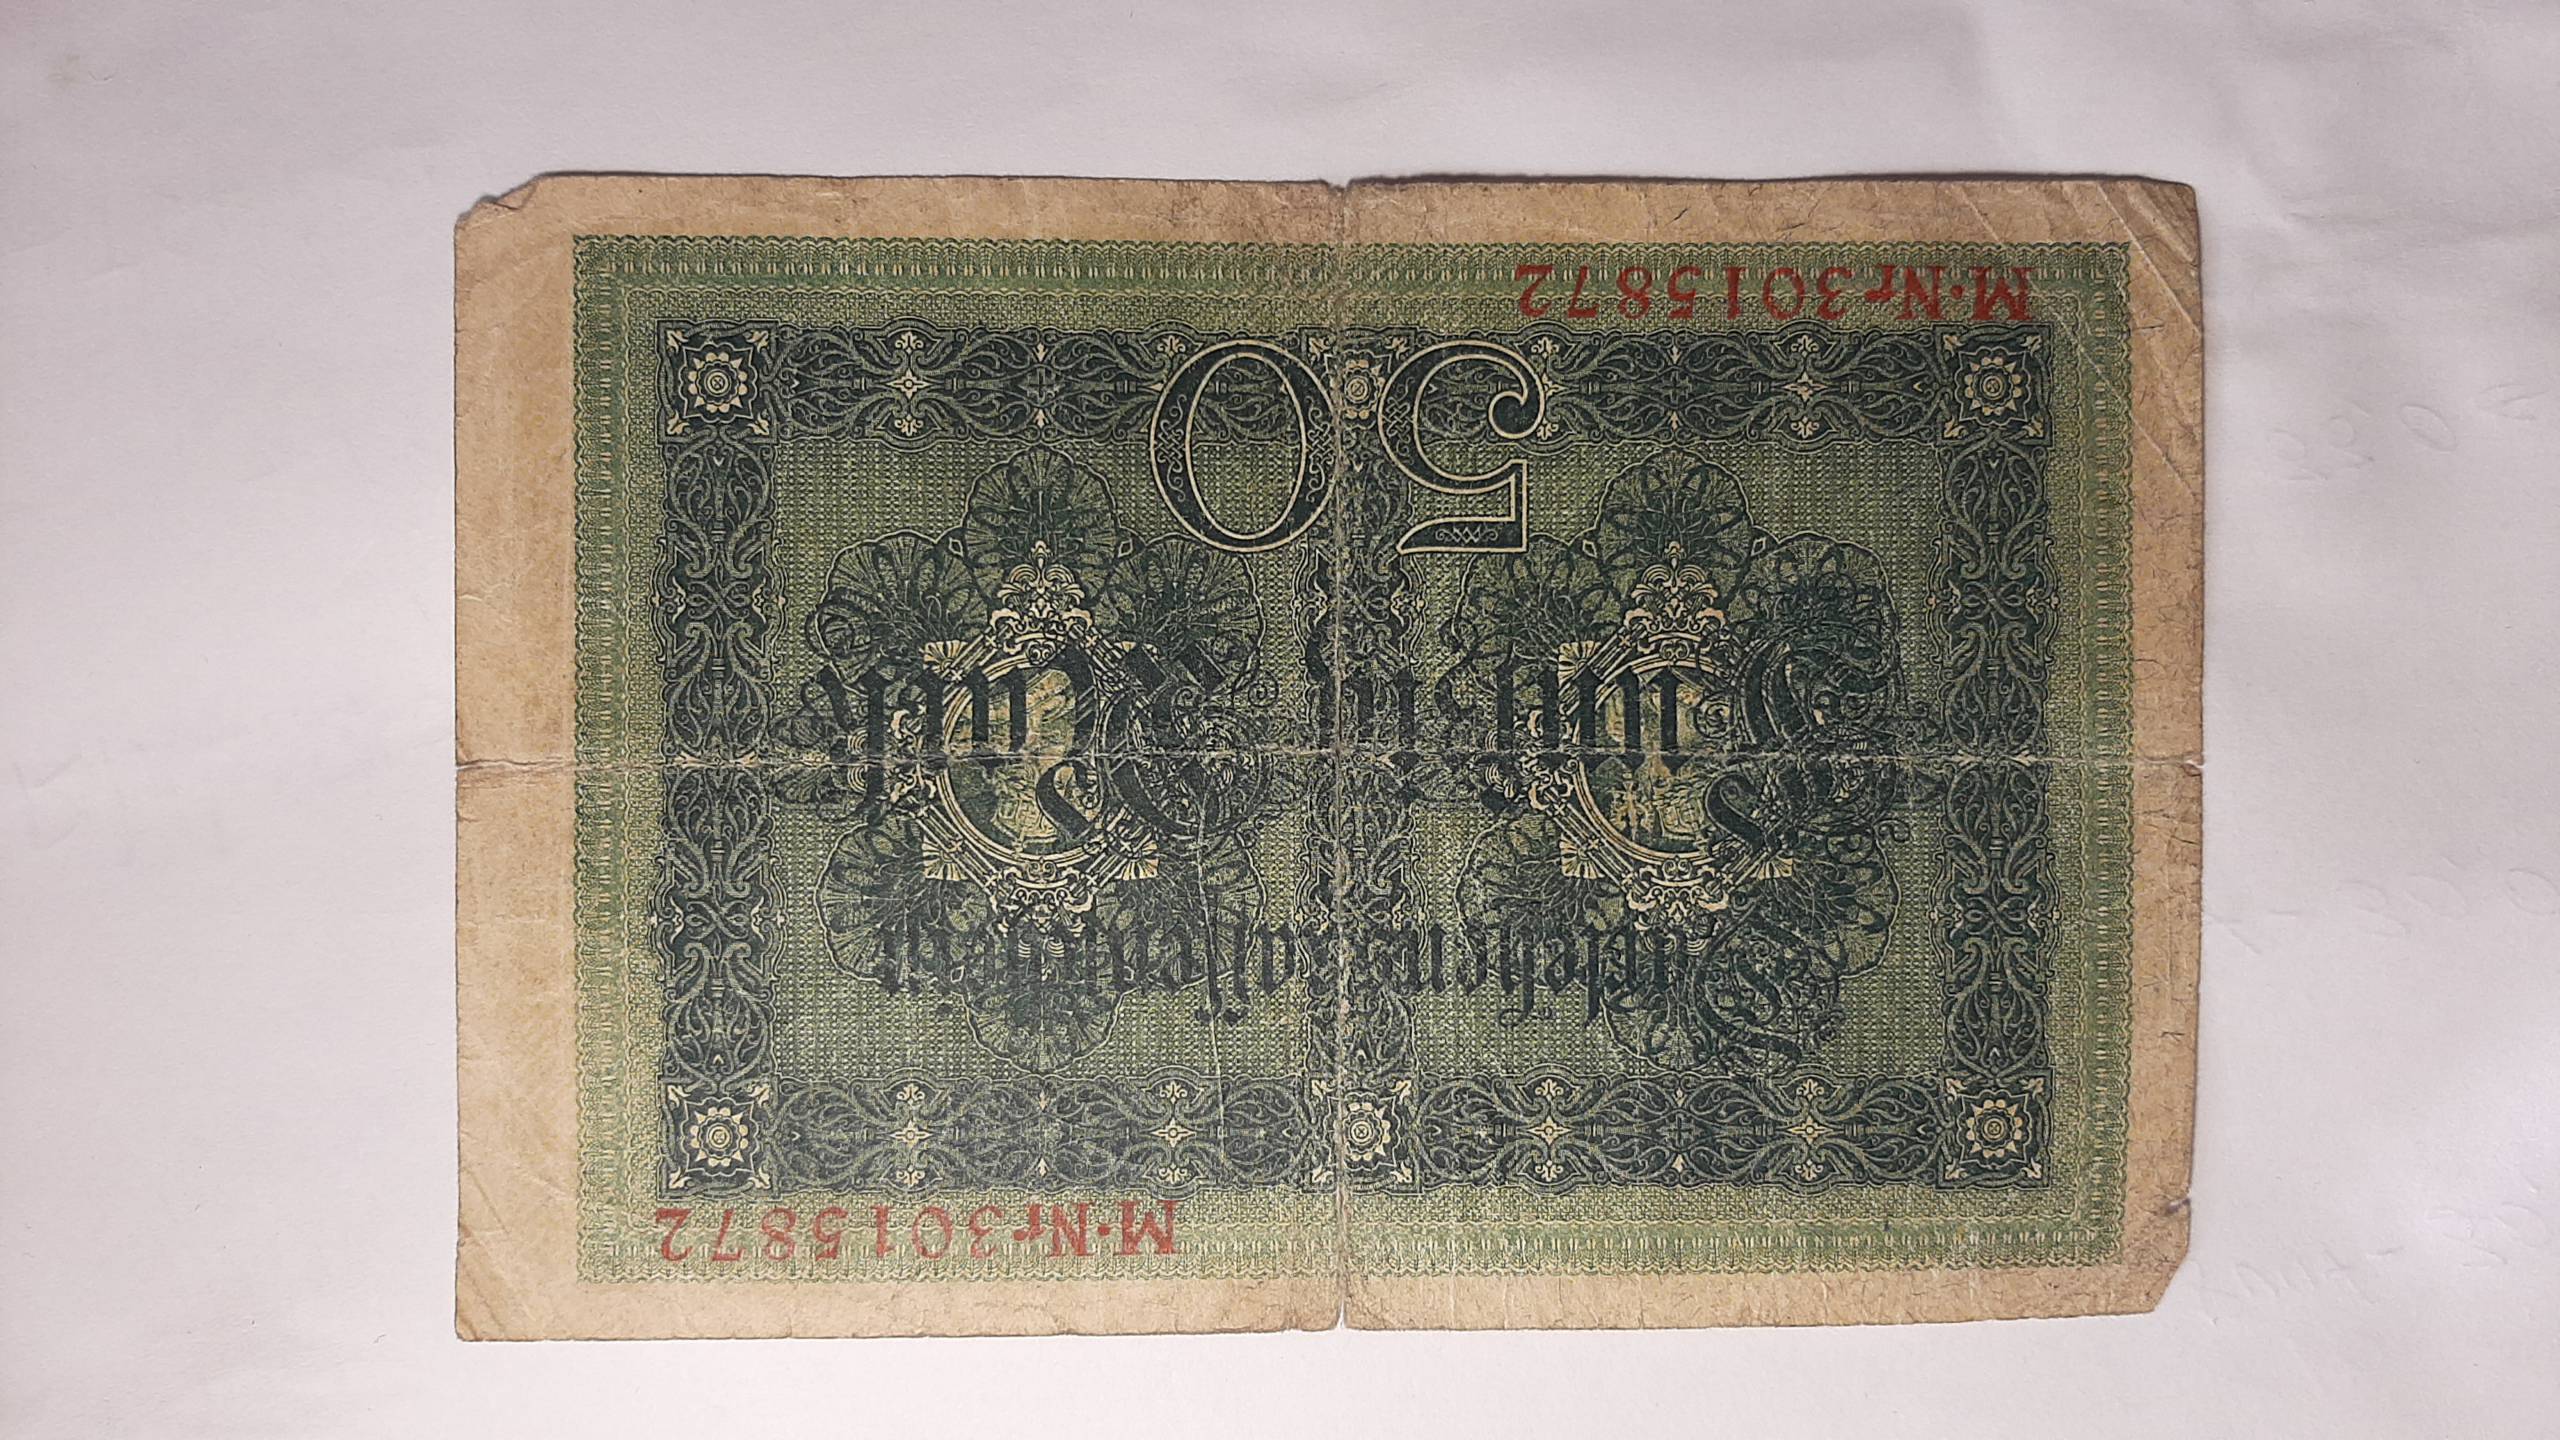 M·Nr 3015872
Darlehenskassenschein
Fünfzig Mark
50
M·Nr 3015872